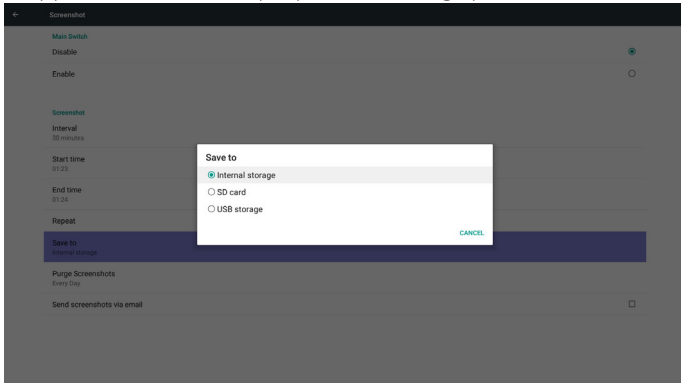 Screenshot
Main Switch
Disable
Enable
Screenshot
Interval
30 minutes
Start time
01:23
End time
01:24
Repeat
Save to
Internal storage
Purge Screenshots
Every Day
Send screenshots via email
Save to
Internal storage
SD card
USB storage
CANCEL